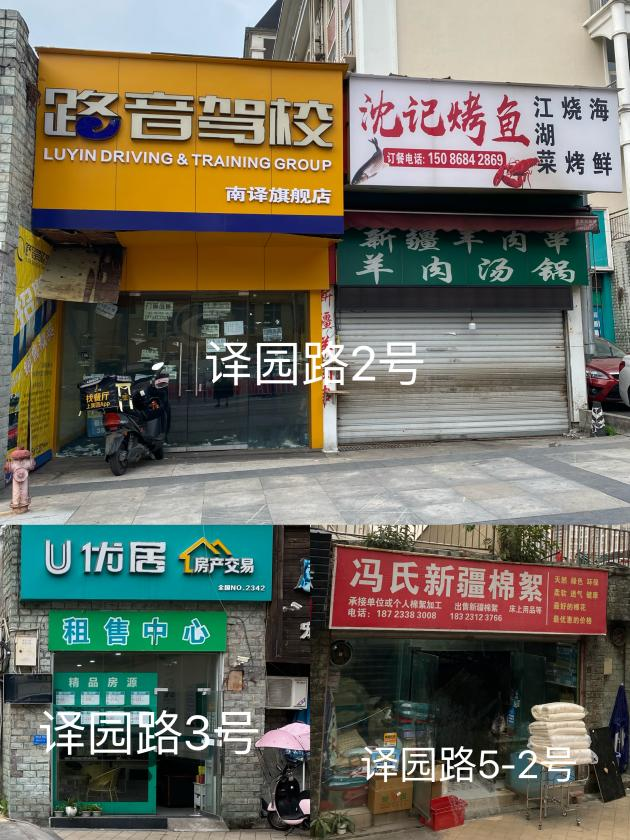 路音驾校
LUYIN DRIVING & TRAINING GROUP
南译旗舰店
沈记烤鱼
订餐电话: 150 8684 2869
江湖菜
烧烤
海鲜
新疆羊肉串
羊肉汤锅
找餐厅
译园路2号
U优居
房产交易
全国NO.2342
租售中心
精品房源
译园路3号
冯氏新疆棉絮
承接单位或个人棉絮加工 出售新疆棉絮 床上用品等
电话: 187 2338 3008 183 2312 3766
天然 绿色 环保
柔软 透气 健康
最好的棉花
最优惠的价格
译园路5-2号